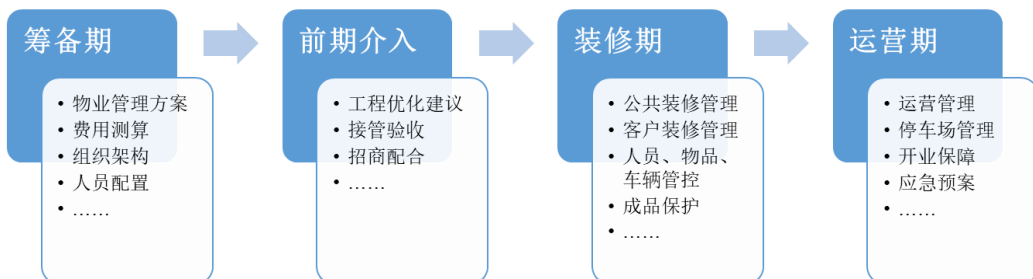 筹备期
• 物业管理方案
• 费用测算
• 组织架构
• 人员配置
• ……
前期介入
• 工程优化建议
• 接管验收
• 招商配合
• ……
装修期
• 公共装修管理
• 客户装修管理
• 人员、物品、
车辆管控
• 成品保护
• ……
运营期
• 运营管理
• 停车场管理
• 开业保障
• 应急预案
• ……